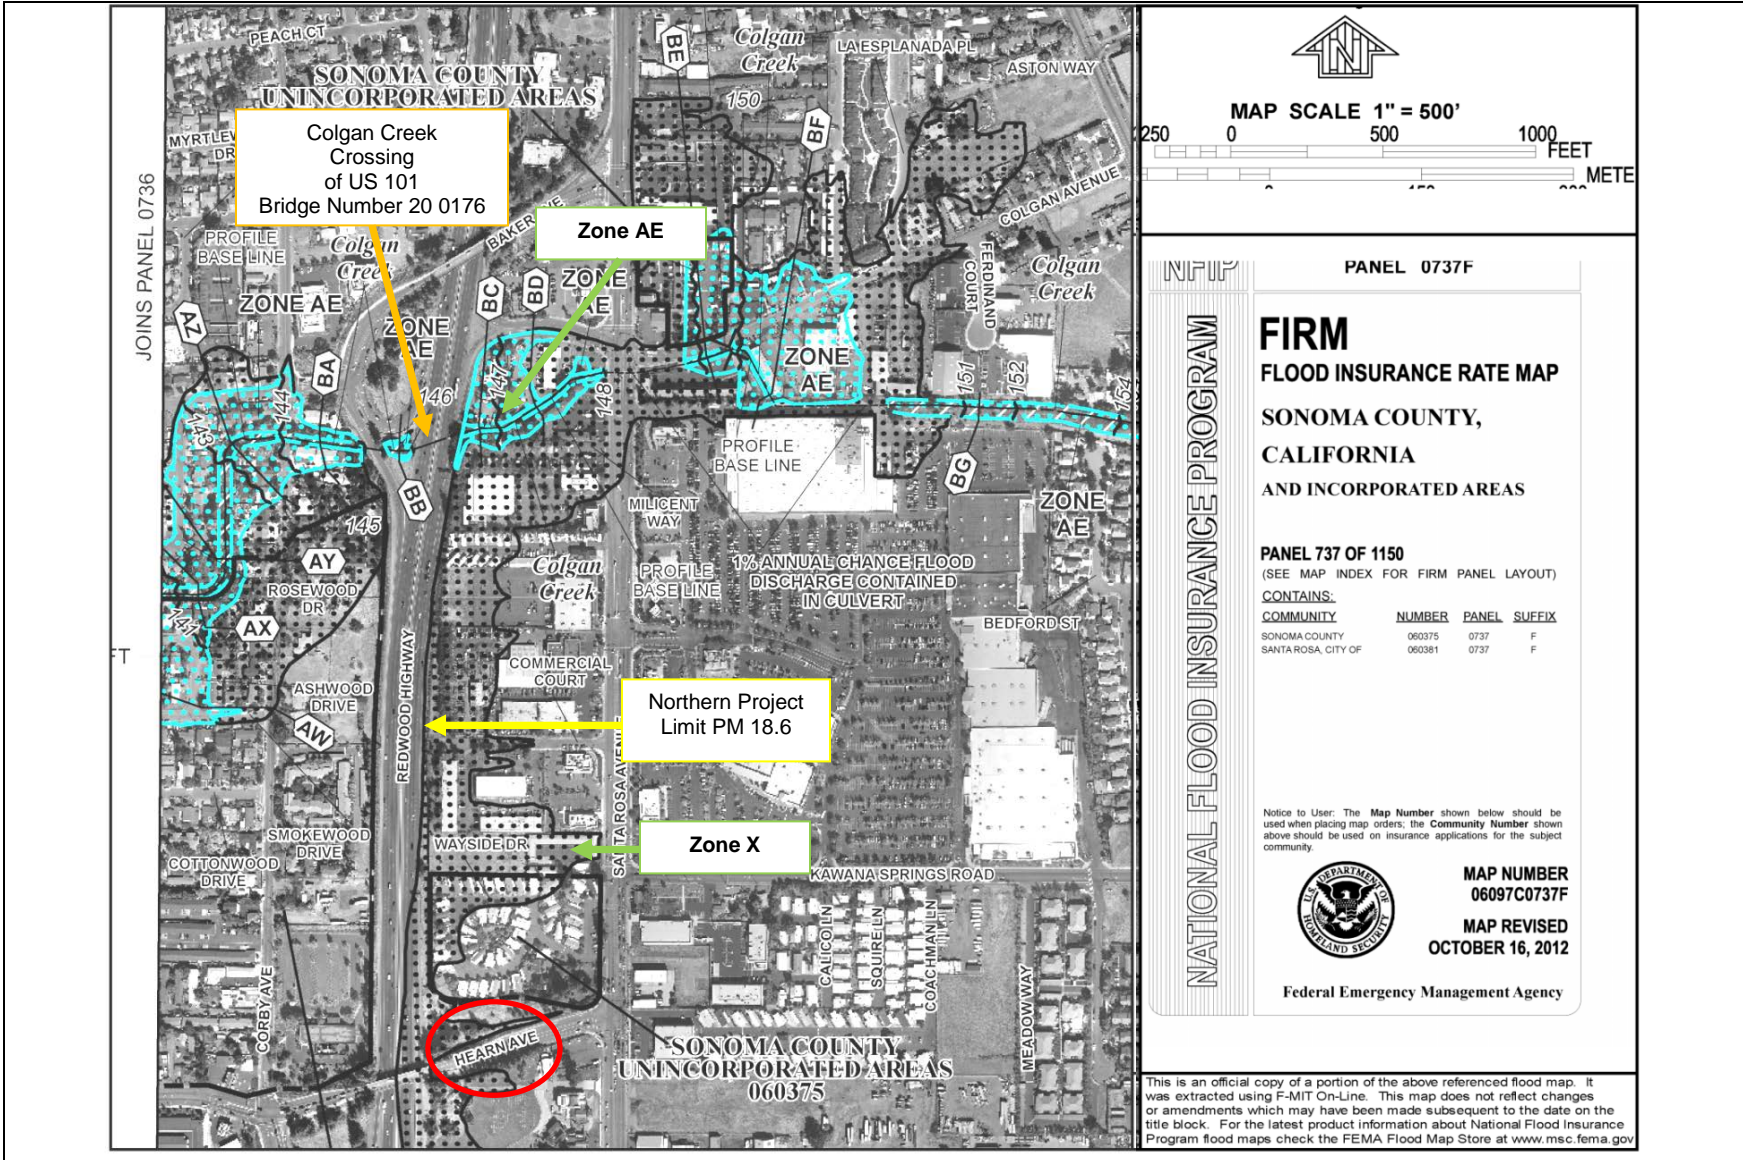 PEACH CT
SONOMA COUNTY
UNINCORPORATED AREAS
MYRTLEW
DR
Colgan Creek
Crossing
of US 101
Bridge Number 20 0176
JOINS PANEL 0736
PROFILE
BASE LINE
Colgan
Creek
BAKER AVE
Zone AE
BE
Colgan
Creek
LA ESPLANADA PL
ASTON WAY
150
BF
COLGAN AVENUE
FERDINAND
COURT
Colgan
Creek
ZONE AE
ZONE
AE
BC
BD
ZONE
AE
ZONE
AE
AZ
BA
143
144
146
147
148
151
152
154
PROFILE
BASE LINE
BG
BB
145
MILICENT
WAY
ZONE
AE
AY
ROSEWOOD
DR
AX
141
Colgan
Creek
PROFILE
BASE LINE
1% ANNUAL CHANCE FLOOD
DISCHARGE CONTAINED
IN CULVERT
BEDFORD ST
FT
COMMERCIAL
COURT
ASHWOOD
DRIVE
AW
REDWOOD HIGHWAY
Northern Project
Limit PM 18.6
SANTA ROSA AVENUE
SMOKEWOOD
DRIVE
COTTONWOOD
DRIVE
WAYSIDE DR
Zone X
KAWANA SPRINGS ROAD
CORBY AVE
CALICO LN
SQUIRE LN
COACHMAN LN
MEADOW WAY
HEARN AVE
SONOMA COUNTY
UNINCORPORATED AREAS
060375
N
MAP SCALE 1" = 500'
250 0 500 1000
FEET
METE
0 150 300
NFIP
PANEL 0737F
NATIONAL FLOOD INSURANCE PROGRAM
FIRM
FLOOD INSURANCE RATE MAP
SONOMA COUNTY,
CALIFORNIA
AND INCORPORATED AREAS
PANEL 737 OF 1150
(SEE MAP INDEX FOR FIRM PANEL LAYOUT)
CONTAINS:
COMMUNITY NUMBER PANEL SUFFIX
SONOMA COUNTY 060375 0737 F
SANTA ROSA, CITY OF 060381 0737 F
Notice to User: The Map Number shown below should be
used when placing map orders; the Community Number shown
above should be used on insurance applications for the subject
community.
U.S. DEPARTMENT OF
HOMELAND SECURITY
MAP NUMBER
06097C0737F
MAP REVISED
OCTOBER 16, 2012
Federal Emergency Management Agency
This is an official copy of a portion of the above referenced flood map. It
was extracted using F-MIT On-Line. This map does not reflect changes
or amendments which may have been made subsequent to the date on the
title block. For the latest product information about National Flood Insurance
Program flood maps check the FEMA Flood Map Store at www.msc.fema.gov